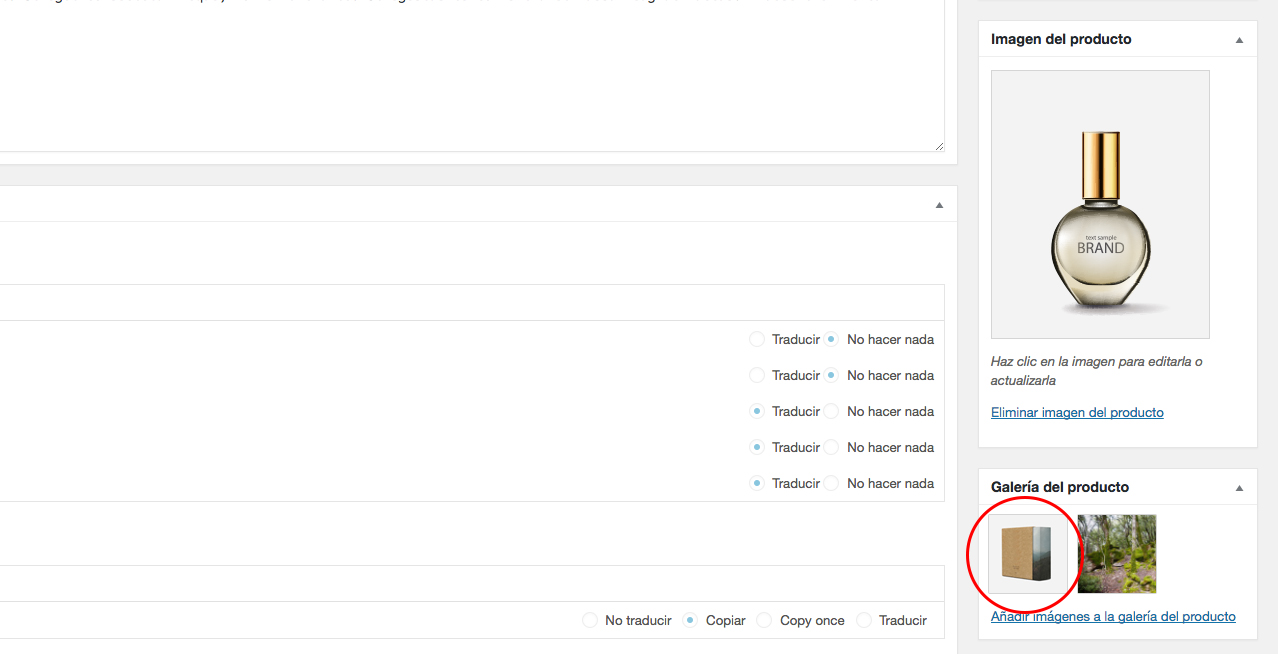 Imagen del producto
text sample
BRAND
Haz clic en la imagen para editarla o
actualizarla
Eliminar imagen del producto
Traducir No hacer nada
Traducir No hacer nada
Traducir No hacer nada
Traducir No hacer nada
Traducir No hacer nada
Galería del producto
Añadir imágenes a la galería del producto
No traducir Copiar Copy once Traducir